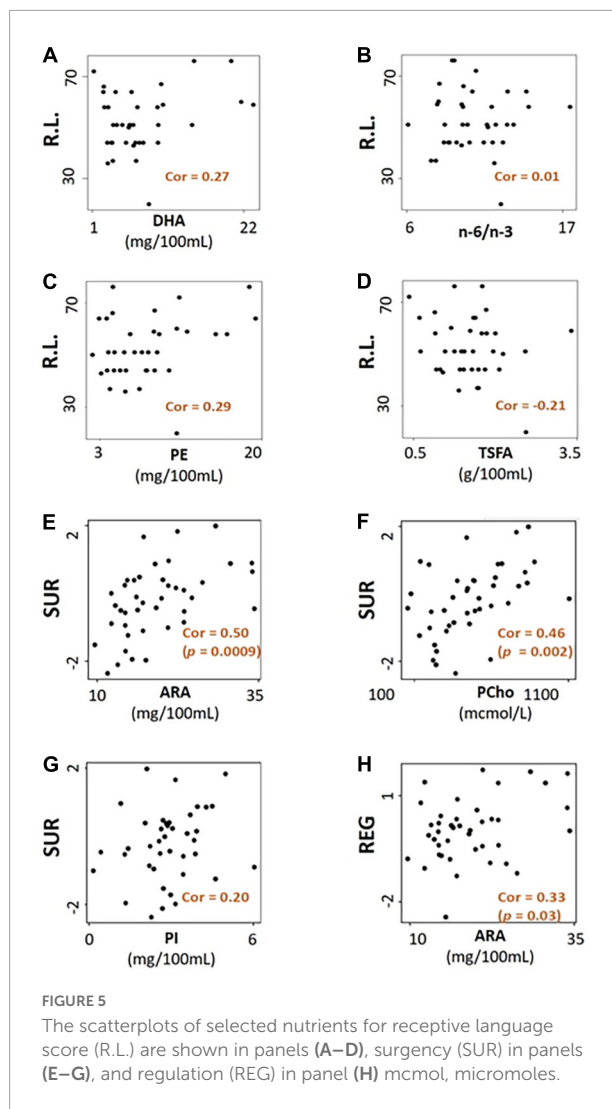 A
R.L.
70
30
Cor = 0.27
1 22
DHA
(mg/100mL)
B
R.L.
70
30
Cor = 0.01
6 17
n-6/n-3
C
R.L.
70
30
Cor = 0.29
3 20
PE
(mg/100mL)
D
R.L.
70
30
Cor = -0.21
0.5 3.5
TSFA
(g/100mL)
E
SUR
2
-2
Cor = 0.50
(p = 0.0009)
10 35
ARA
(mg/100mL)
F
SUR
2
-2
Cor = 0.46
(p = 0.002)
100 PCho 1100
(mcmol/L)
G
SUR
2
-2
Cor = 0.20
0 6
PI
(mg/100mL)
H
REG
1
-2
Cor = 0.33
(p = 0.03)
10 35
ARA
(mg/100mL)
FIGURE 5
The scatterplots of selected nutrients for receptive language
score (R.L.) are shown in panels (A–D), surgency (SUR) in panels
(E–G), and regulation (REG) in panel (H) mcmol, micromoles.